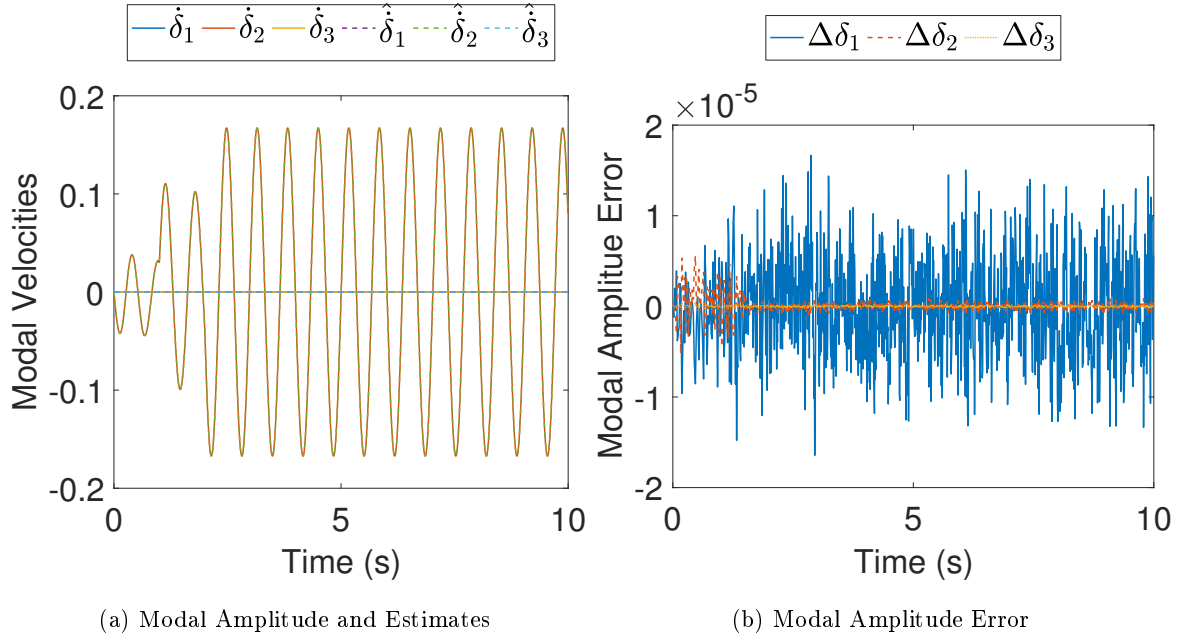 δ̇₁ δ̇₂ δ̇₃ δ̇̂₁ δ̇̂₂ δ̇̂₃
0.2
0.1
0
-0.1
-0.2
Modal Velocities
0 5 10
Time (s)
(a) Modal Amplitude and Estimates
Δδ₁ Δδ₂ Δδ₃
×10⁻⁵
2
1
0
-1
-2
Modal Amplitue Error
0 5 10
Time (s)
(b) Modal Amplitude Error